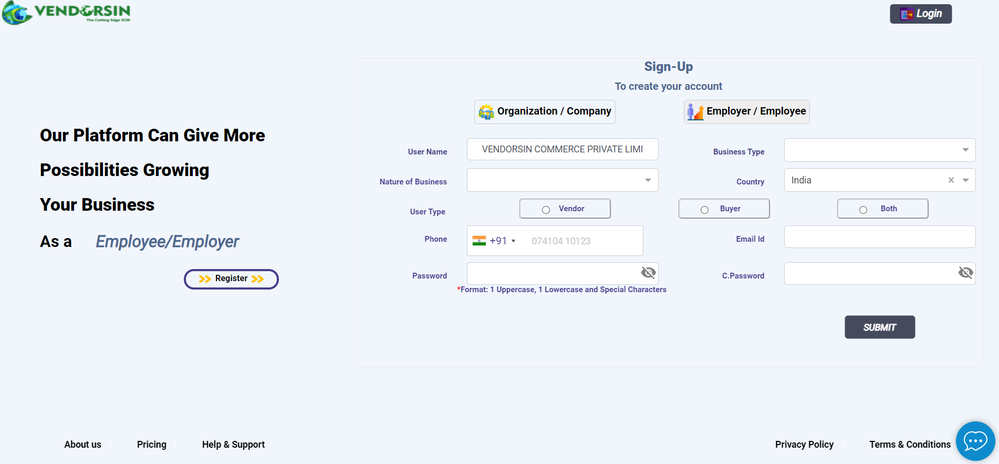 VENDORSIN
The Cutting Edge SCM
Login
Sign-Up
To create your account
Organization / Company
Employer / Employee
Our Platform Can Give More
Possibilities Growing
Your Business
As a Employee/Employer
Register
User Name VENDORSIN COMMERCE PRIVATE LIMI
Business Type
Nature of Business
Country India
User Type Vendor Buyer Both
Phone +91 074104 10123
Email Id
Password
C.Password
*Format: 1 Uppercase, 1 Lowercase and Special Characters
SUBMIT
About us Pricing Help & Support Privacy Policy Terms & Conditions